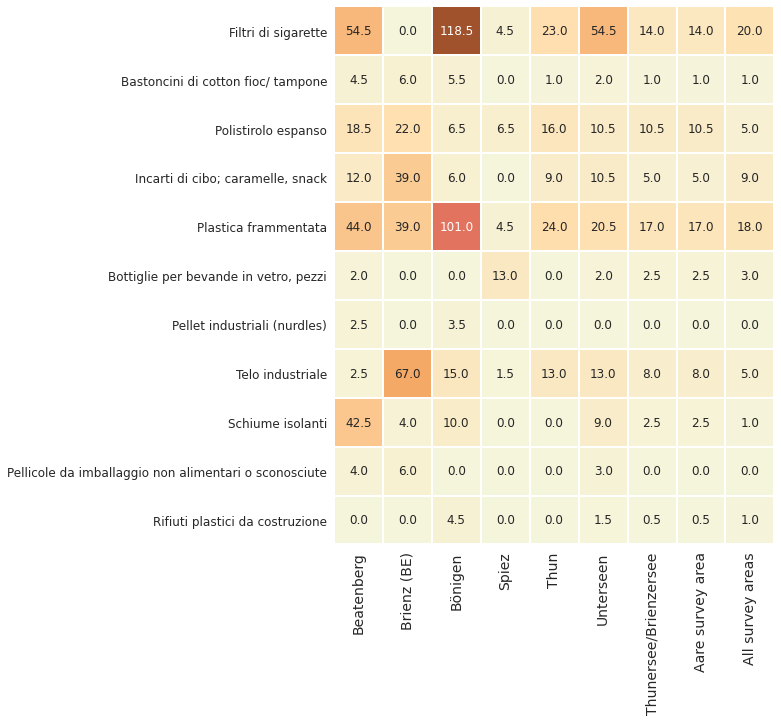 Filtri di sigarette 54.5 0.0 118.5 4.5 23.0 54.5 14.0 14.0 20.0
Bastoncini di cotton fioc/ tampone 4.5 6.0 5.5 0.0 1.0 2.0 1.0 1.0 1.0
Polistirolo espanso 18.5 22.0 6.5 6.5 16.0 10.5 10.5 10.5 5.0
Incarti di cibo; caramelle, snack 12.0 39.0 6.0 0.0 9.0 10.5 5.0 5.0 9.0
Plastica frammentata 44.0 39.0 101.0 4.5 24.0 20.5 17.0 17.0 18.0
Bottiglie per bevande in vetro, pezzi 2.0 0.0 0.0 13.0 0.0 2.0 2.5 2.5 3.0
Pellet industriali (nurdles) 2.5 0.0 3.5 0.0 0.0 0.0 0.0 0.0 0.0
Telo industriale 2.5 67.0 15.0 1.5 13.0 13.0 8.0 8.0 5.0
Schiume isolanti 42.5 4.0 10.0 0.0 0.0 9.0 2.5 2.5 1.0
Pellicole da imballaggio non alimentari o sconosciute 4.0 6.0 0.0 0.0 0.0 3.0 0.0 0.0 0.0
Rifiuti plastici da costruzione 0.0 0.0 4.5 0.0 0.0 1.5 0.5 0.5 1.0
Beatenberg
Brienz (BE)
Bönigen
Spiez
Thun
Unterseen
Thunersee/Brienzersee
Aare survey area
All survey areas